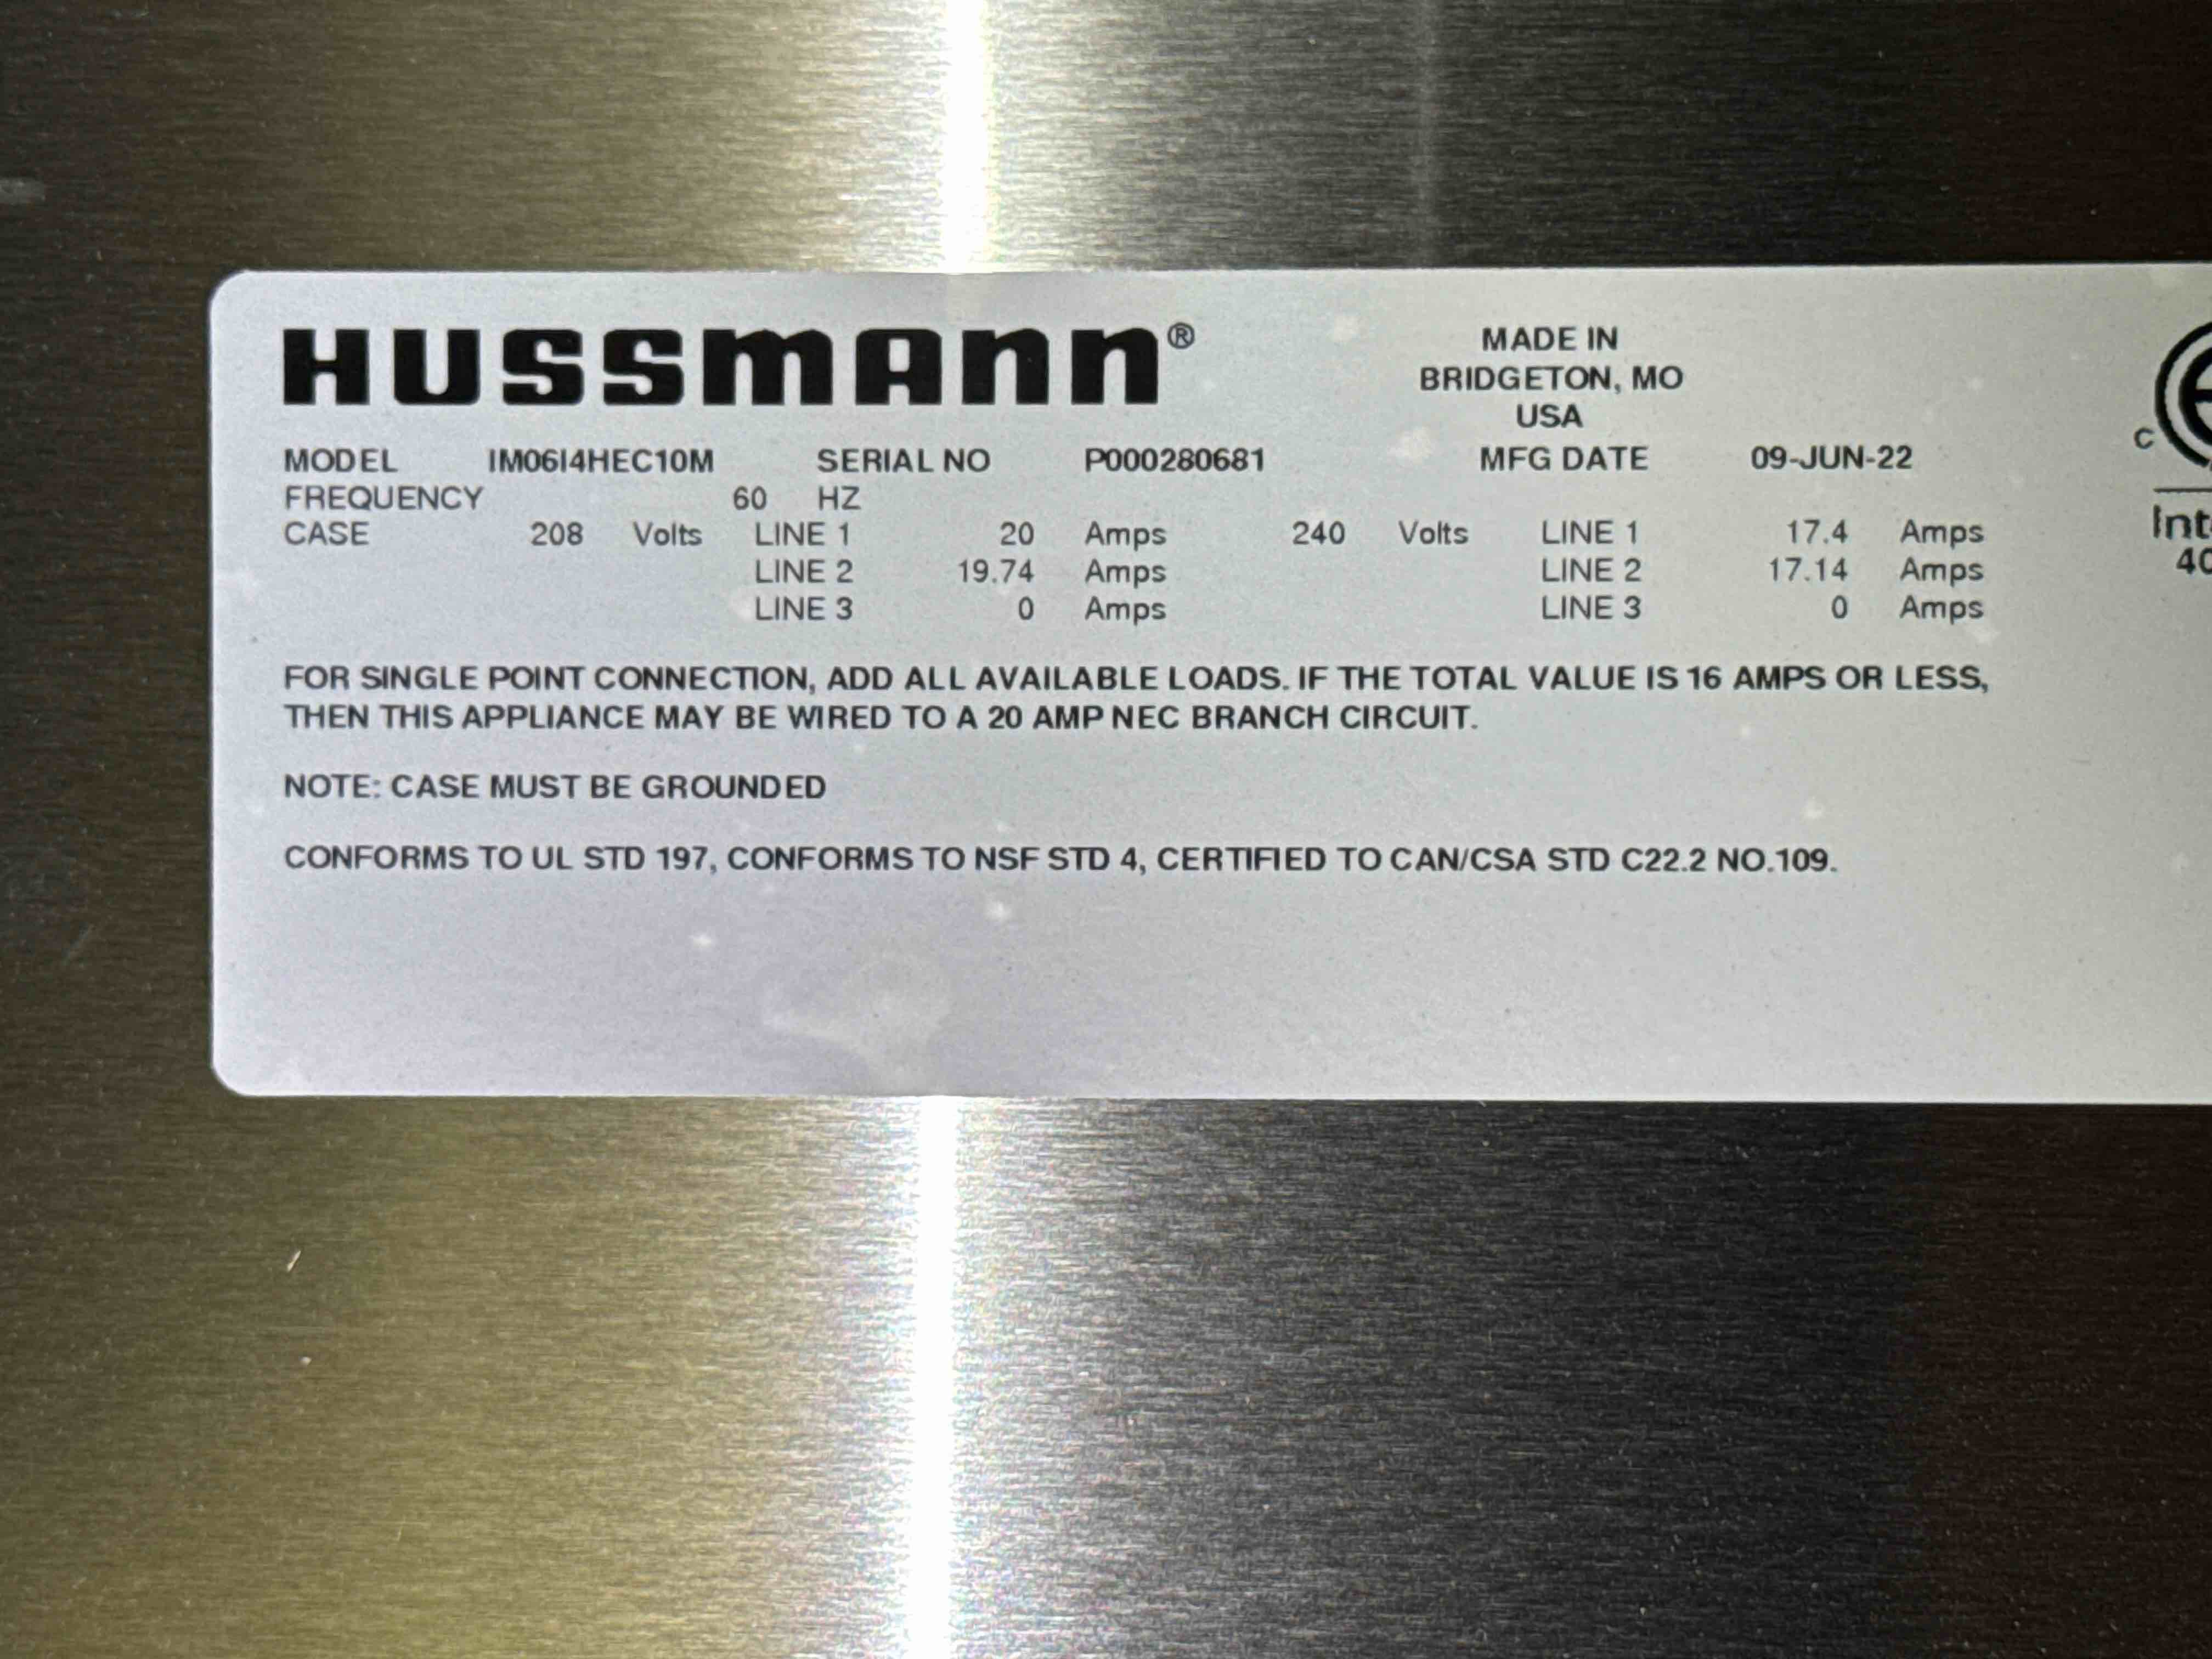 HUSSMANN®
MADE IN
BRIDGETON, MO
USA
MODEL IM06I4HEC10M SERIAL NO P000280681 MFG DATE 09-JUN-22
FREQUENCY 60 HZ
CASE 208 Volts LINE 1 20 Amps 240 Volts LINE 1 17.4 Amps
LINE 2 19.74 Amps LINE 2 17.14 Amps
LINE 3 0 Amps LINE 3 0 Amps
FOR SINGLE POINT CONNECTION, ADD ALL AVAILABLE LOADS. IF THE TOTAL VALUE IS 16 AMPS OR LESS,
THEN THIS APPLIANCE MAY BE WIRED TO A 20 AMP NEC BRANCH CIRCUIT.
NOTE: CASE MUST BE GROUNDED
CONFORMS TO UL STD 197, CONFORMS TO NSF STD 4, CERTIFIED TO CAN/CSA STD C22.2 NO.109.
C